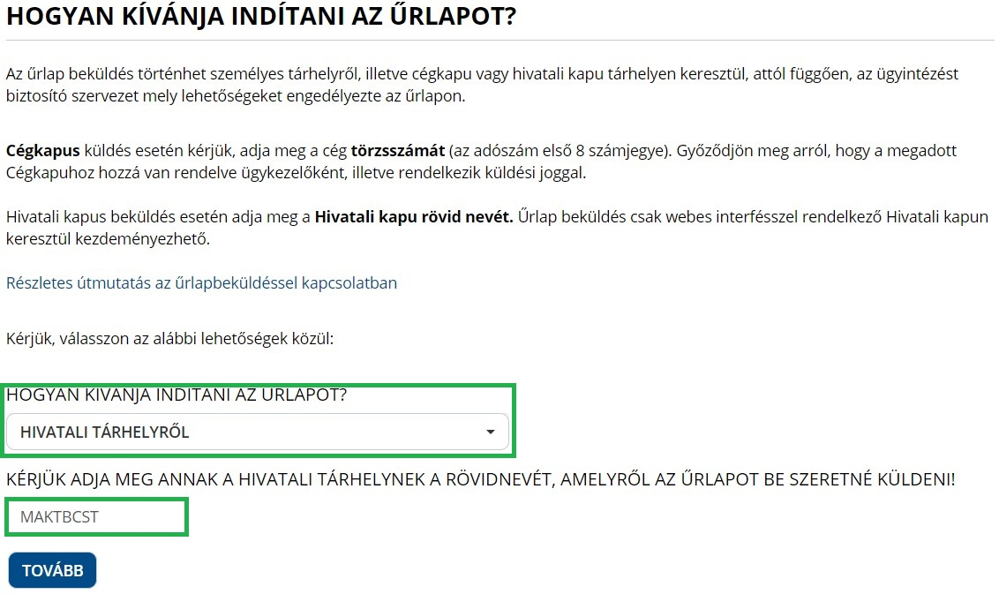 HOGYAN KÍVÁNJA INDÍTANI AZ ŰRLAPOT?
Az űrlap beküldés történhet személyes tárhelyről, illetve cégkapu vagy hivatali kapu tárhelyen keresztül, attól függően, az ügyintézést
biztosító szervezet mely lehetőségeket engedélyezte az űrlapon.
Cégkapus küldés esetén kérjük, adja meg a cég törzsszámát (az adószám első 8 számjegye). Győződjön meg arról, hogy a megadott
Cégkapuhoz hozzá van rendelve ügykezelőként, illetve rendelkezik küldési joggal.
Hivatali kapus beküldés esetén adja meg a Hivatali kapu rövid nevét. Űrlap beküldés csak webes interfésszel rendelkező Hivatali kapun
keresztül kezdeményezhető.
Részletes útmutatás az űrlapbeküldéssel kapcsolatban
Kérjük, válasszon az alábbi lehetőségek közül:
HOGYAN KÍVÁNJA INDÍTANI AZ ŰRLAPOT?
HIVATALI TÁRHELYRŐL
KÉRJÜK ADJA MEG ANNAK A HIVATALI TÁRHELYNEK A RÖVIDNEVÉT, AMELYRŐL AZ ŰRLAPOT BE SZERETNÉ KÜLDENI!
MAKTBCST
TOVÁBB